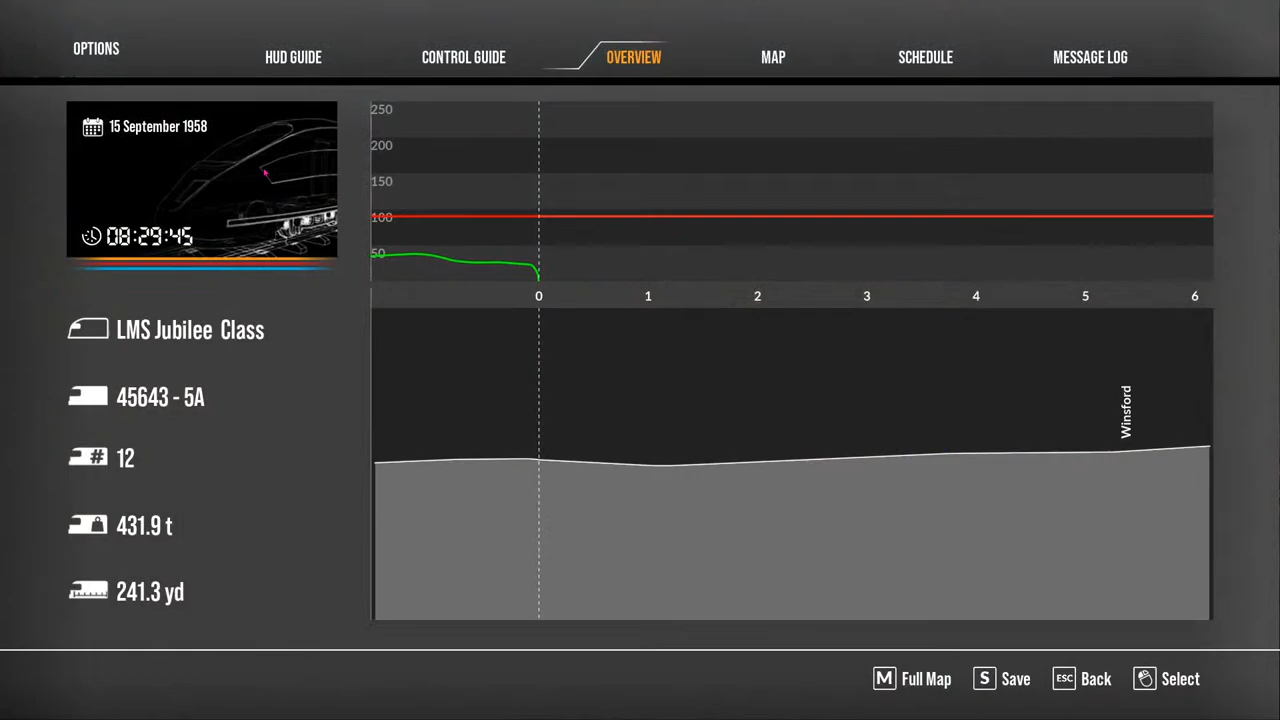 OPTIONS
HUD GUIDE
CONTROL GUIDE
OVERVIEW
MAP
SCHEDULE
MESSAGE LOG
15 September 1958
08:29:45
LMS Jubilee Class
45643 - 5A
# 12
431.9 t
241.3 yd
250
200
150
100
50
0 1 2 3 4 5 6
Winsford
M Full Map
S Save
ESC Back
Select